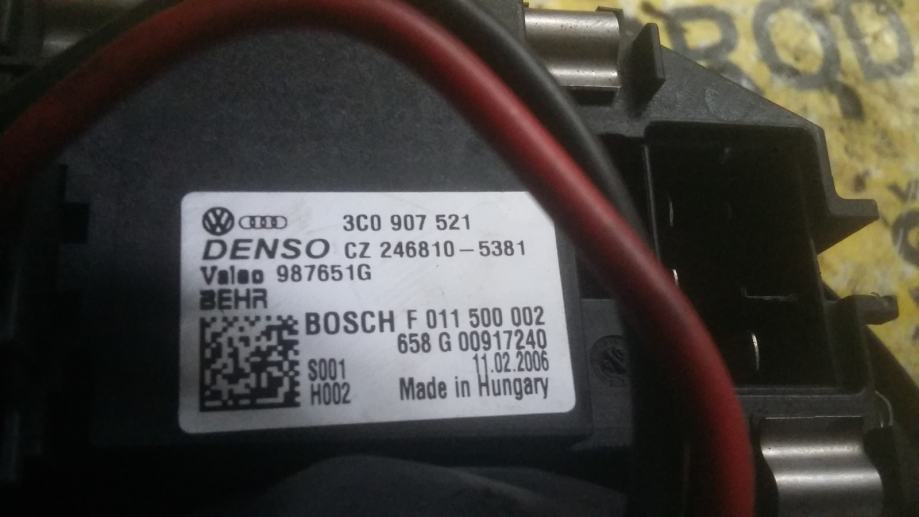 3C0 907 521
DENSO CZ 246810-5381
Valeo 987651G
BEHR
BOSCH F 011 500 002
658 G 00917240
11.02.2006
S001
H002 Made in Hungary